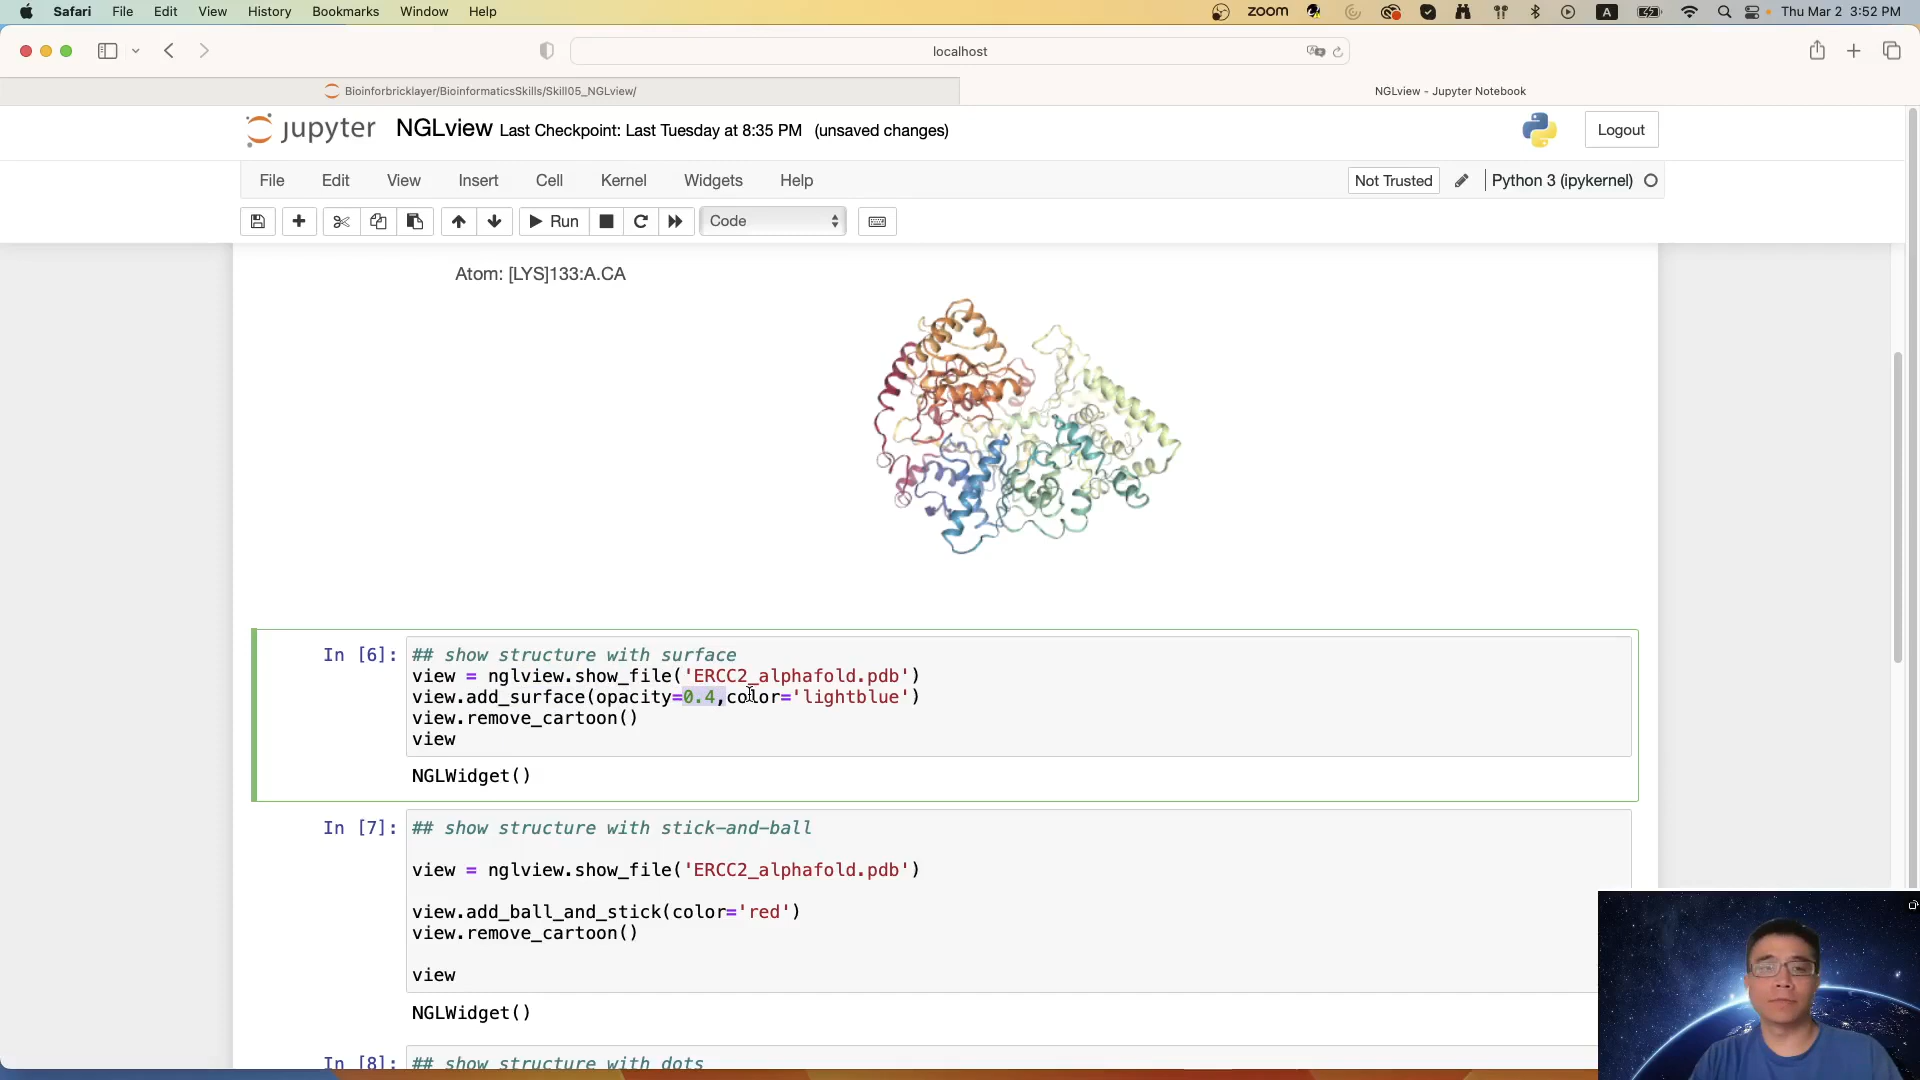 Safari File Edit View History Bookmarks Window Help zoom A Thu Mar 2 3:52 PM
localhost
Bioinforbricklayer/BioinformaticsSkills/Skill05_NGLview/ NGLview - Jupyter Notebook
jupyter NGLview Last Checkpoint: Last Tuesday at 8:35 PM (unsaved changes) Logout
File Edit View Insert Cell Kernel Widgets Help Not Trusted Python 3 (ipykernel)
Run Code
Atom: [LYS]133:A.CA
In [6]: ## show structure with surface
view = nglview.show_file('ERCC2_alphafold.pdb')
view.add_surface(opacity=0.4,color='lightblue')
view.remove_cartoon()
view
NGLWidget()
In [7]: ## show structure with stick-and-ball
view = nglview.show_file('ERCC2_alphafold.pdb')
view.add_ball_and_stick(color='red')
view.remove_cartoon()
view
NGLWidget()
In [8]: ## show structure with dots